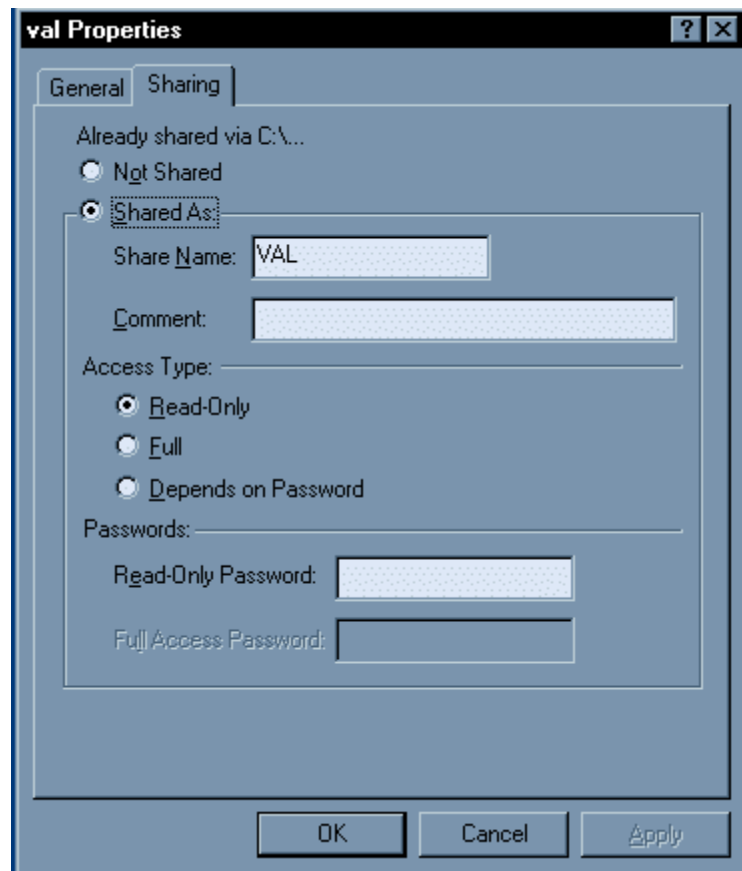 val Properties
General Sharing
Already shared via C:\...
Not Shared
Shared As:
Share Name: VAL
Comment:
Access Type:
Read-Only
Full
Depends on Password
Passwords:
Read-Only Password:
Full Access Password:
OK Cancel Apply